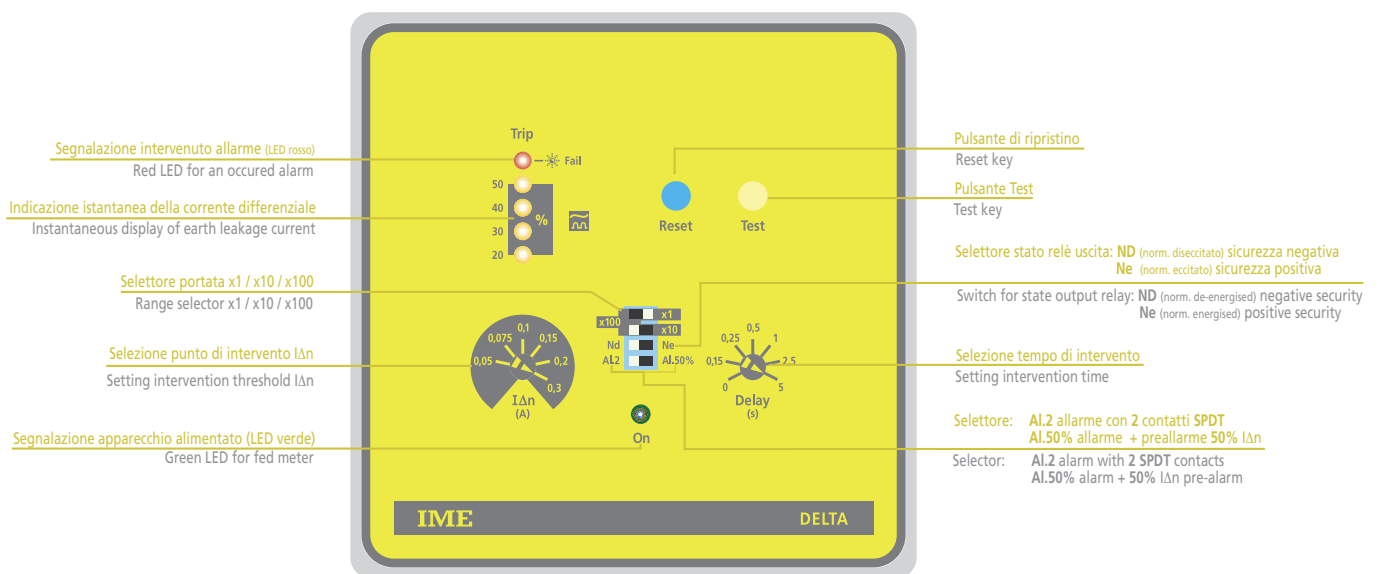 Segnalazione intervenuto allarme (LED rosso)
Red LED for an occured alarm
Indicazione istantanea della corrente differenziale
Instantaneous display of earth leakage current
Selettore portata x1 / x10 / x100
Range selector x1 / x10 / x100
Selezione punto di intervento I∆n
Setting intervention threshold I∆n
Segnalazione apparecchio alimentato (LED verde)
Green LED for fed meter
Trip
Fail
50
40
30
20
%
Reset
Test
x100
x1
x10
Nd
Ne
Al.2
Al.50%
0,05
0,075
0,1
0,15
0,2
0,3
I∆n
(A)
0
0,15
0,25
0,5
1
2.5
5
Delay
(s)
On
IME
DELTA
Pulsante di ripristino
Reset key
Pulsante Test
Test key
Selettore stato relè uscita: ND (norm. diseccitato) sicurezza negativa
Ne (norm. eccitato) sicurezza positiva
Switch for state output relay: ND (norm. de-energised) negative security
Ne (norm. energised) positive security
Selezione tempo di intervento
Setting intervention time
Selettore: Al.2 allarme con 2 contatti SPDT
Al.50% allarme + preallarme 50% I∆n
Selector: Al.2 alarm with 2 SPDT contacts
Al.50% alarm + 50% I∆n pre-alarm